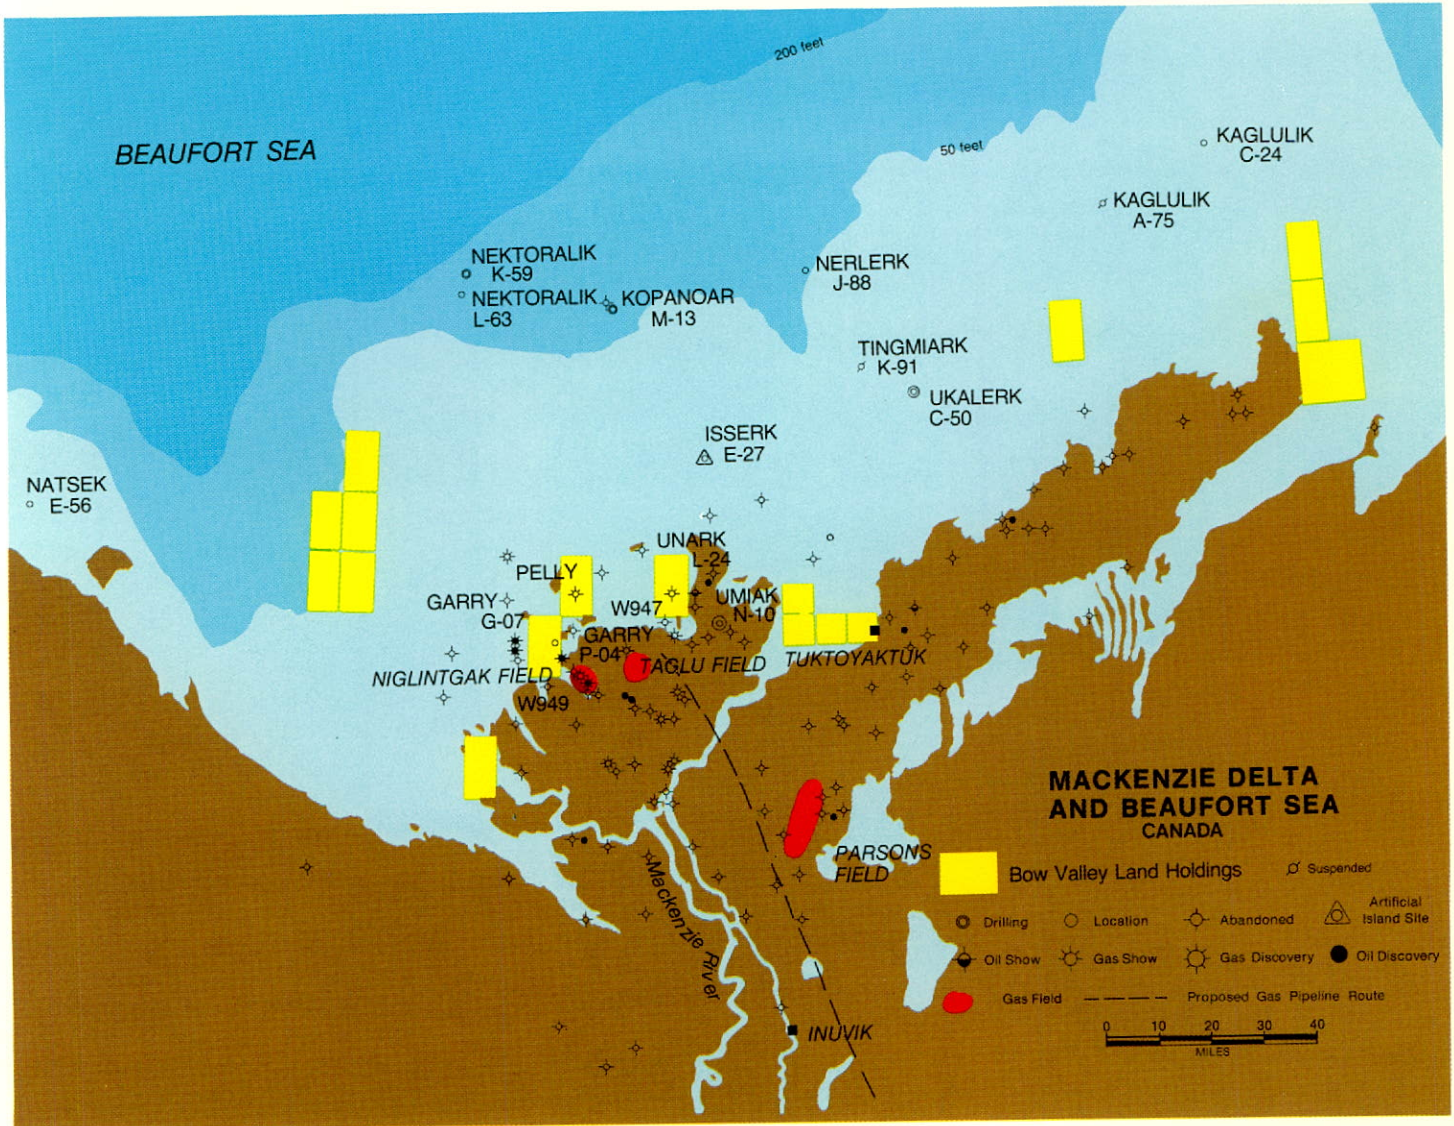 200 feet
BEAUFORT SEA
50 feet
KAGLULIK
C-24
KAGLULIK
A-75
NEKTORALIK
K-59
NEKTORALIK
L-63
KOPANOAR
M-13
NERLERK
J-88
TINGMIARK
K-91
UKALERK
C-50
ISSERK
E-27
NATSEK
E-56
UNARK
L-24
PELLY
GARRY
G-07
W947
UMIAK
N-10
GARRY
P-04
NIGLINTGAK FIELD
TAGLU FIELD
TUKTOYAKTUK
W949
MACKENZIE DELTA
AND BEAUFORT SEA
CANADA
PARSONS
FIELD
Bow Valley Land Holdings
Suspended
Drilling
Location
Abandoned
Artificial
Island Site
Oil Show
Gas Show
Gas Discovery
Oil Discovery
Gas Field
Proposed Gas Pipeline Route
0 10 20 30 40
MILES
Mackenzie River
INUVIK